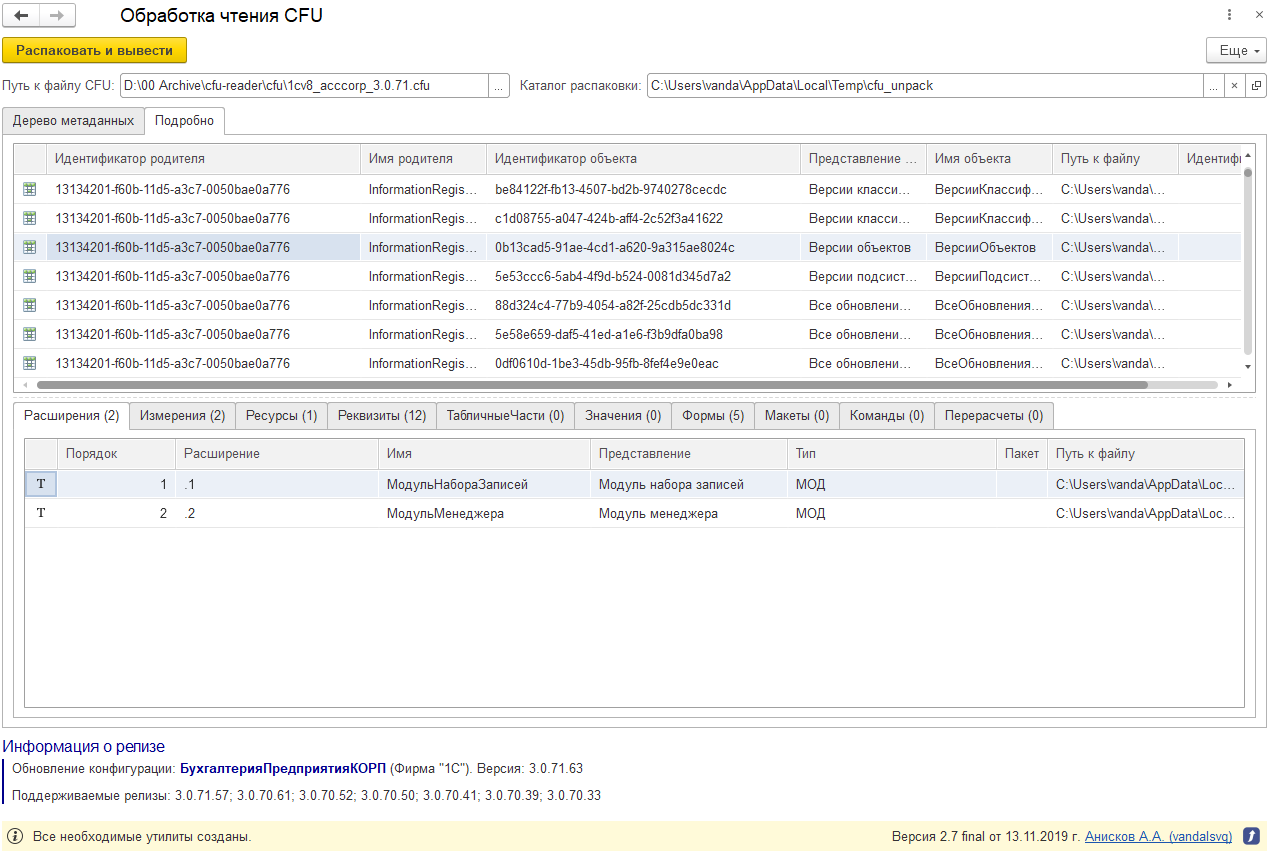 Обработка чтения CFU
Распаковать и вывести
Еще
Путь к файлу CFU: D:\00 Archive\cfu-reader\cfu\1cv8_acccorp_3.0.71.cfu ... Каталог распаковки: C:\Users\vanda\AppData\Local\Temp\cfu_unpack ... ×
Дерево метаданных Подробно
Идентификатор родителя Имя родителя Идентификатор объекта Представление ... Имя объекта Путь к файлу Идентифи
13134201-f60b-11d5-a3c7-0050bae0a776 InformationRegis... be84122f-fb13-4507-bd2b-9740278cecdc Версии класси... ВерсииКлассиф... C:\Users\vanda\...
13134201-f60b-11d5-a3c7-0050bae0a776 InformationRegis... c1d08755-a047-424b-aff4-2c52f3a41622 Версии класси... ВерсииКлассиф... C:\Users\vanda\...
13134201-f60b-11d5-a3c7-0050bae0a776 InformationRegis... 0b13cad5-91ae-4cd1-a620-9a315ae8024c Версии объектов ВерсииОбъектов C:\Users\vanda\...
13134201-f60b-11d5-a3c7-0050bae0a776 InformationRegis... 5e53ccc6-5ab4-4f9d-b524-0081d345d7a2 Версии подсист... ВерсииПодсист... C:\Users\vanda\...
13134201-f60b-11d5-a3c7-0050bae0a776 InformationRegis... 88d324c4-77b9-4054-a82f-25cdb5dc331d Все обновлени... ВсеОбновления... C:\Users\vanda\...
13134201-f60b-11d5-a3c7-0050bae0a776 InformationRegis... 5e58e659-daf5-41ed-a1e6-f3b9dfa0ba98 Все обновлени... ВсеОбновления... C:\Users\vanda\...
13134201-f60b-11d5-a3c7-0050bae0a776 InformationRegis... 0df0610d-1be3-45db-95fb-8fef4e9e0eac Все обновлени... ВсеОбновления... C:\Users\vanda\...
Расширения (2) Измерения (2) Ресурсы (1) Реквизиты (12) ТабличныеЧасти (0) Значения (0) Формы (5) Макеты (0) Команды (0) Перерасчеты (0)
Порядок Расширение Имя Представление Тип Пакет Путь к файлу
T 1 .1 МодульНабораЗаписей Модуль набора записей МОД C:\Users\vanda\AppData\Loc...
T 2 .2 МодульМенеджера Модуль менеджера МОД C:\Users\vanda\AppData\Loc...
Информация о релизе
Обновление конфигурации: БухгалтерияПредприятияКОРП (Фирма "1С"). Версия: 3.0.71.63
Поддерживаемые релизы: 3.0.71.57; 3.0.70.61; 3.0.70.52; 3.0.70.50; 3.0.70.41; 3.0.70.39; 3.0.70.33
Все необходимые утилиты созданы. Версия 2.7 final от 13.11.2019 г. Анисков А.А. (vandalsvq)